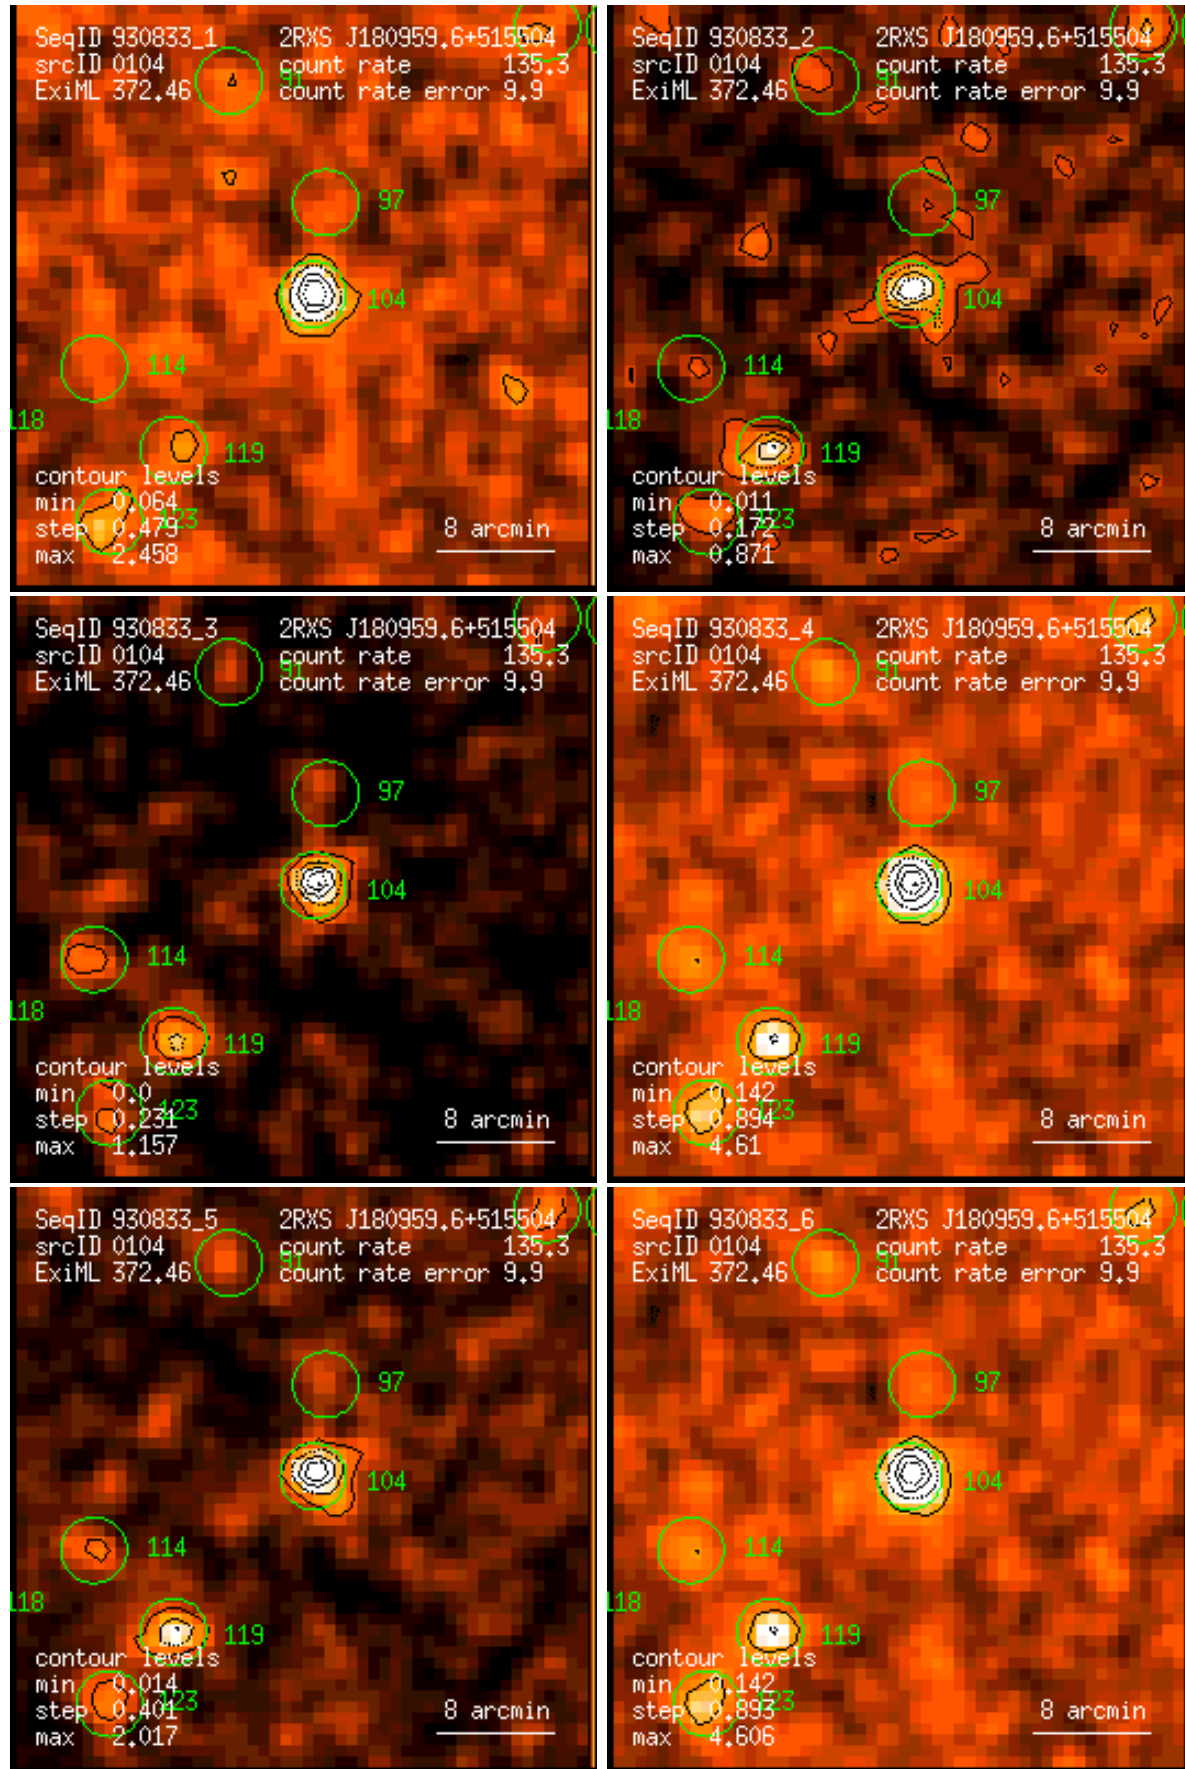 SeqID 930833_1 2RXS J180959.6+515504
srcID 0104 count rate 135.3
ExiML 372.46 91 count rate error 9.9
97
104
114
118
119
contour levels
min 0.064
step 0.479 123
max 2.458
8 arcmin
SeqID 930833_2 2RXS J180959.6+515504
srcID 0104 count rate 135.3
ExiML 372.46 91 count rate error 9.9
97
104
114
118
119
contour levels
min 0.011
step 0.172 123
max 0.871
8 arcmin
SeqID 930833_3 2RXS J180959.6+515504
srcID 0104 count rate 135.3
ExiML 372.46 91 count rate error 9.9
97
104
114
118
119
contour levels
min 0.0
step 0.231 123
max 1.157
8 arcmin
SeqID 930833_4 2RXS J180959.6+515504
srcID 0104 count rate 135.3
ExiML 372.46 91 count rate error 9.9
97
104
114
118
119
contour levels
min 0.142
step 0.894 123
max 4.61
8 arcmin
SeqID 930833_5 2RXS J180959.6+515504
srcID 0104 count rate 135.3
ExiML 372.46 91 count rate error 9.9
97
104
114
118
119
contour levels
min 0.014
step 0.401 123
max 2.017
8 arcmin
SeqID 930833_6 2RXS J180959.6+515504
srcID 0104 count rate 135.3
ExiML 372.46 91 count rate error 9.9
97
104
114
118
119
contour levels
min 0.142
step 0.893 123
max 4.606
8 arcmin